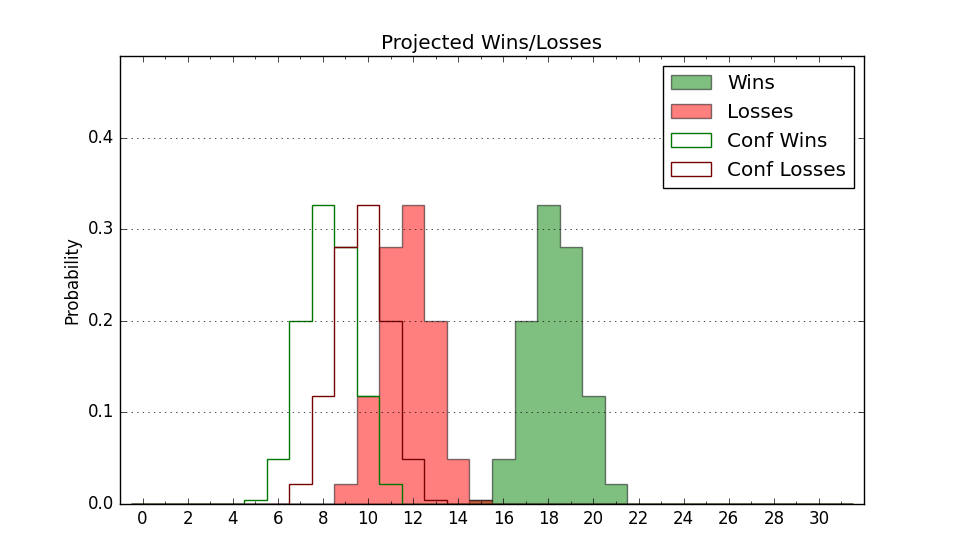 Projected Wins/Losses
Wins
Losses
Conf Wins
Conf Losses
Probability
0.4
0.3
0.2
0.1
0.0
0 2 4 6 8 10 12 14 16 18 20 22 24 26 28 30